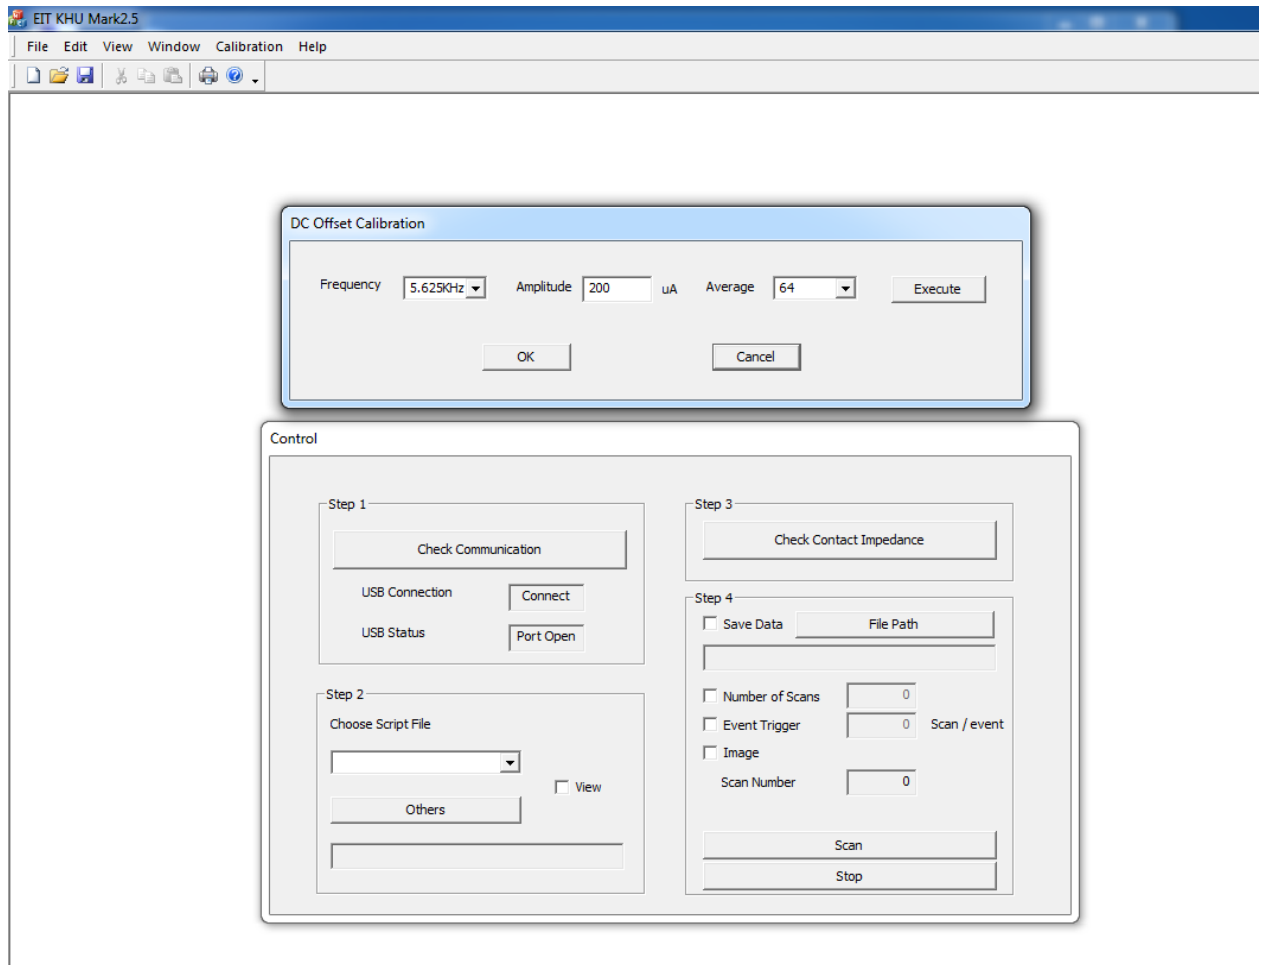 EIT KHU Mark2.5
File Edit View Window Calibration Help
DC Offset Calibration
Frequency 5.625KHz Amplitude 200 uA Average 64 Execute
OK Cancel
Control
Step 1
Check Communication
USB Connection Connect
USB Status Port Open
Step 2
Choose Script File
View
Others
Step 3
Check Contact Impedance
Step 4
Save Data File Path
Number of Scans 0
Event Trigger 0 Scan / event
Image
Scan Number 0
Scan
Stop